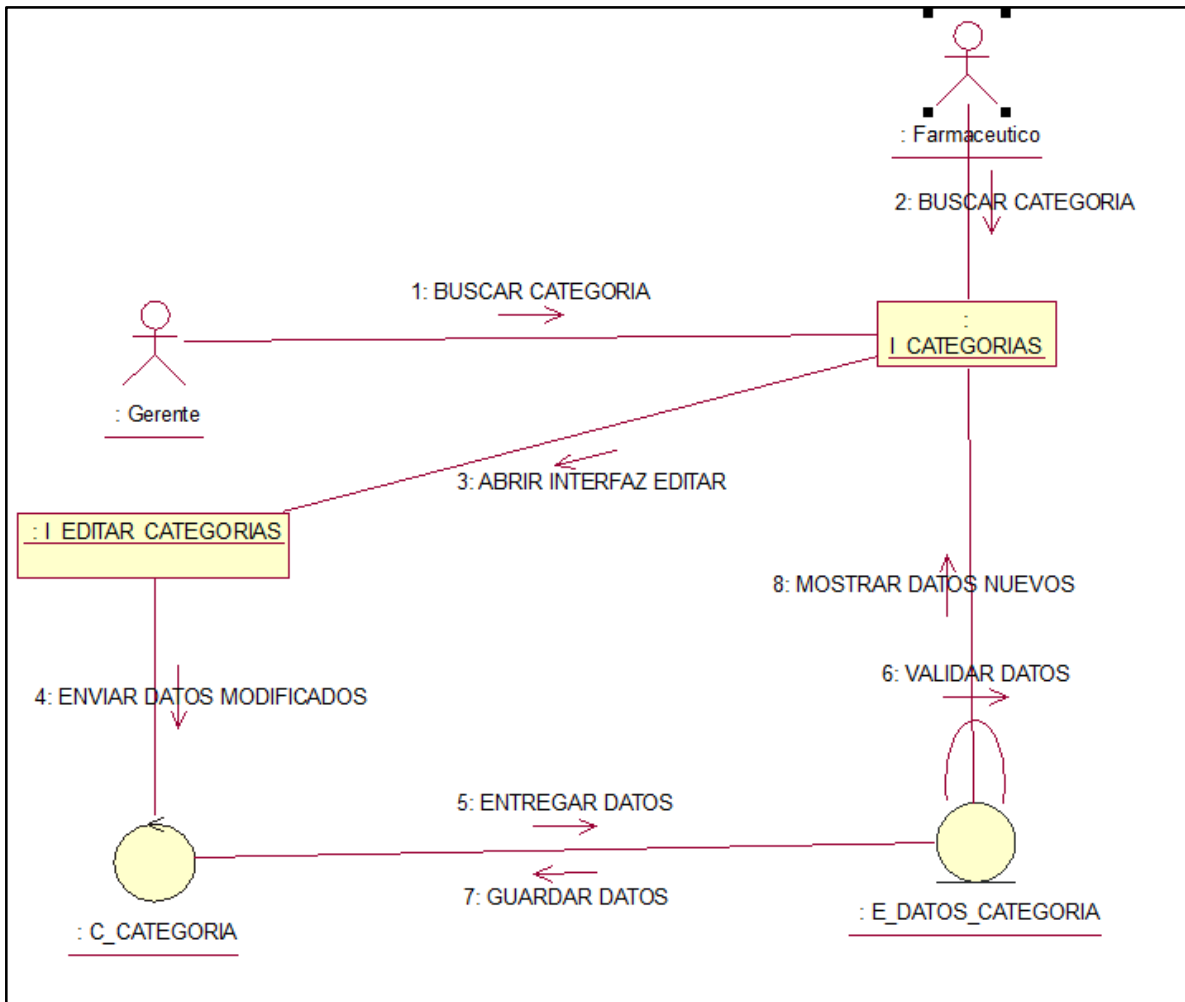 : Farmaceutico
2: BUSCAR CATEGORIA
1: BUSCAR CATEGORIA
:
I_CATEGORIAS
: Gerente
3: ABRIR INTERFAZ EDITAR
: I_EDITAR_CATEGORIAS
8: MOSTRAR DATOS NUEVOS
6: VALIDAR DATOS
4: ENVIAR DATOS MODIFICADOS
5: ENTREGAR DATOS
7: GUARDAR DATOS
: E_DATOS_CATEGORIA
: C_CATEGORIA